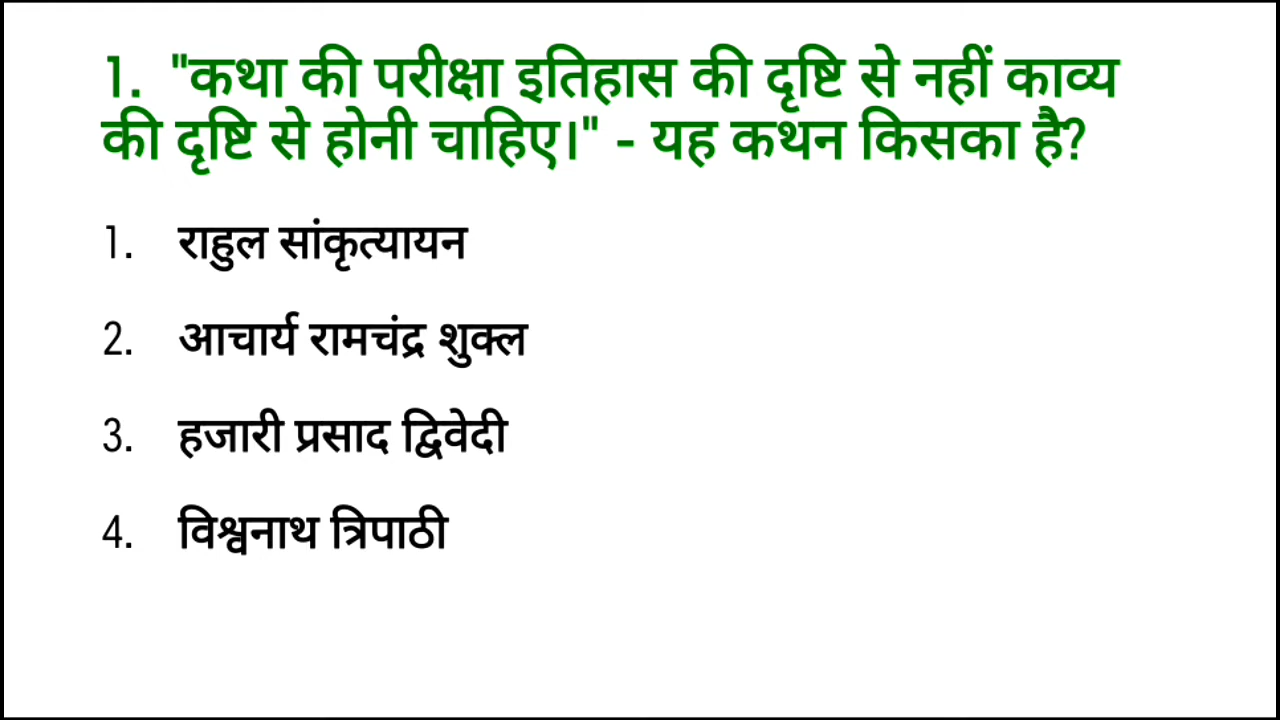 1. "कथा की परीक्षा इतिहास की दृष्टि से नहीं काव्य
की दृष्टि से होनी चाहिए।" - यह कथन किसका है?
1. राहुल सांकृत्यायन
2. आचार्य रामचंद्र शुक्ल
3. हजारी प्रसाद द्विवेदी
4. विश्वनाथ त्रिपाठी